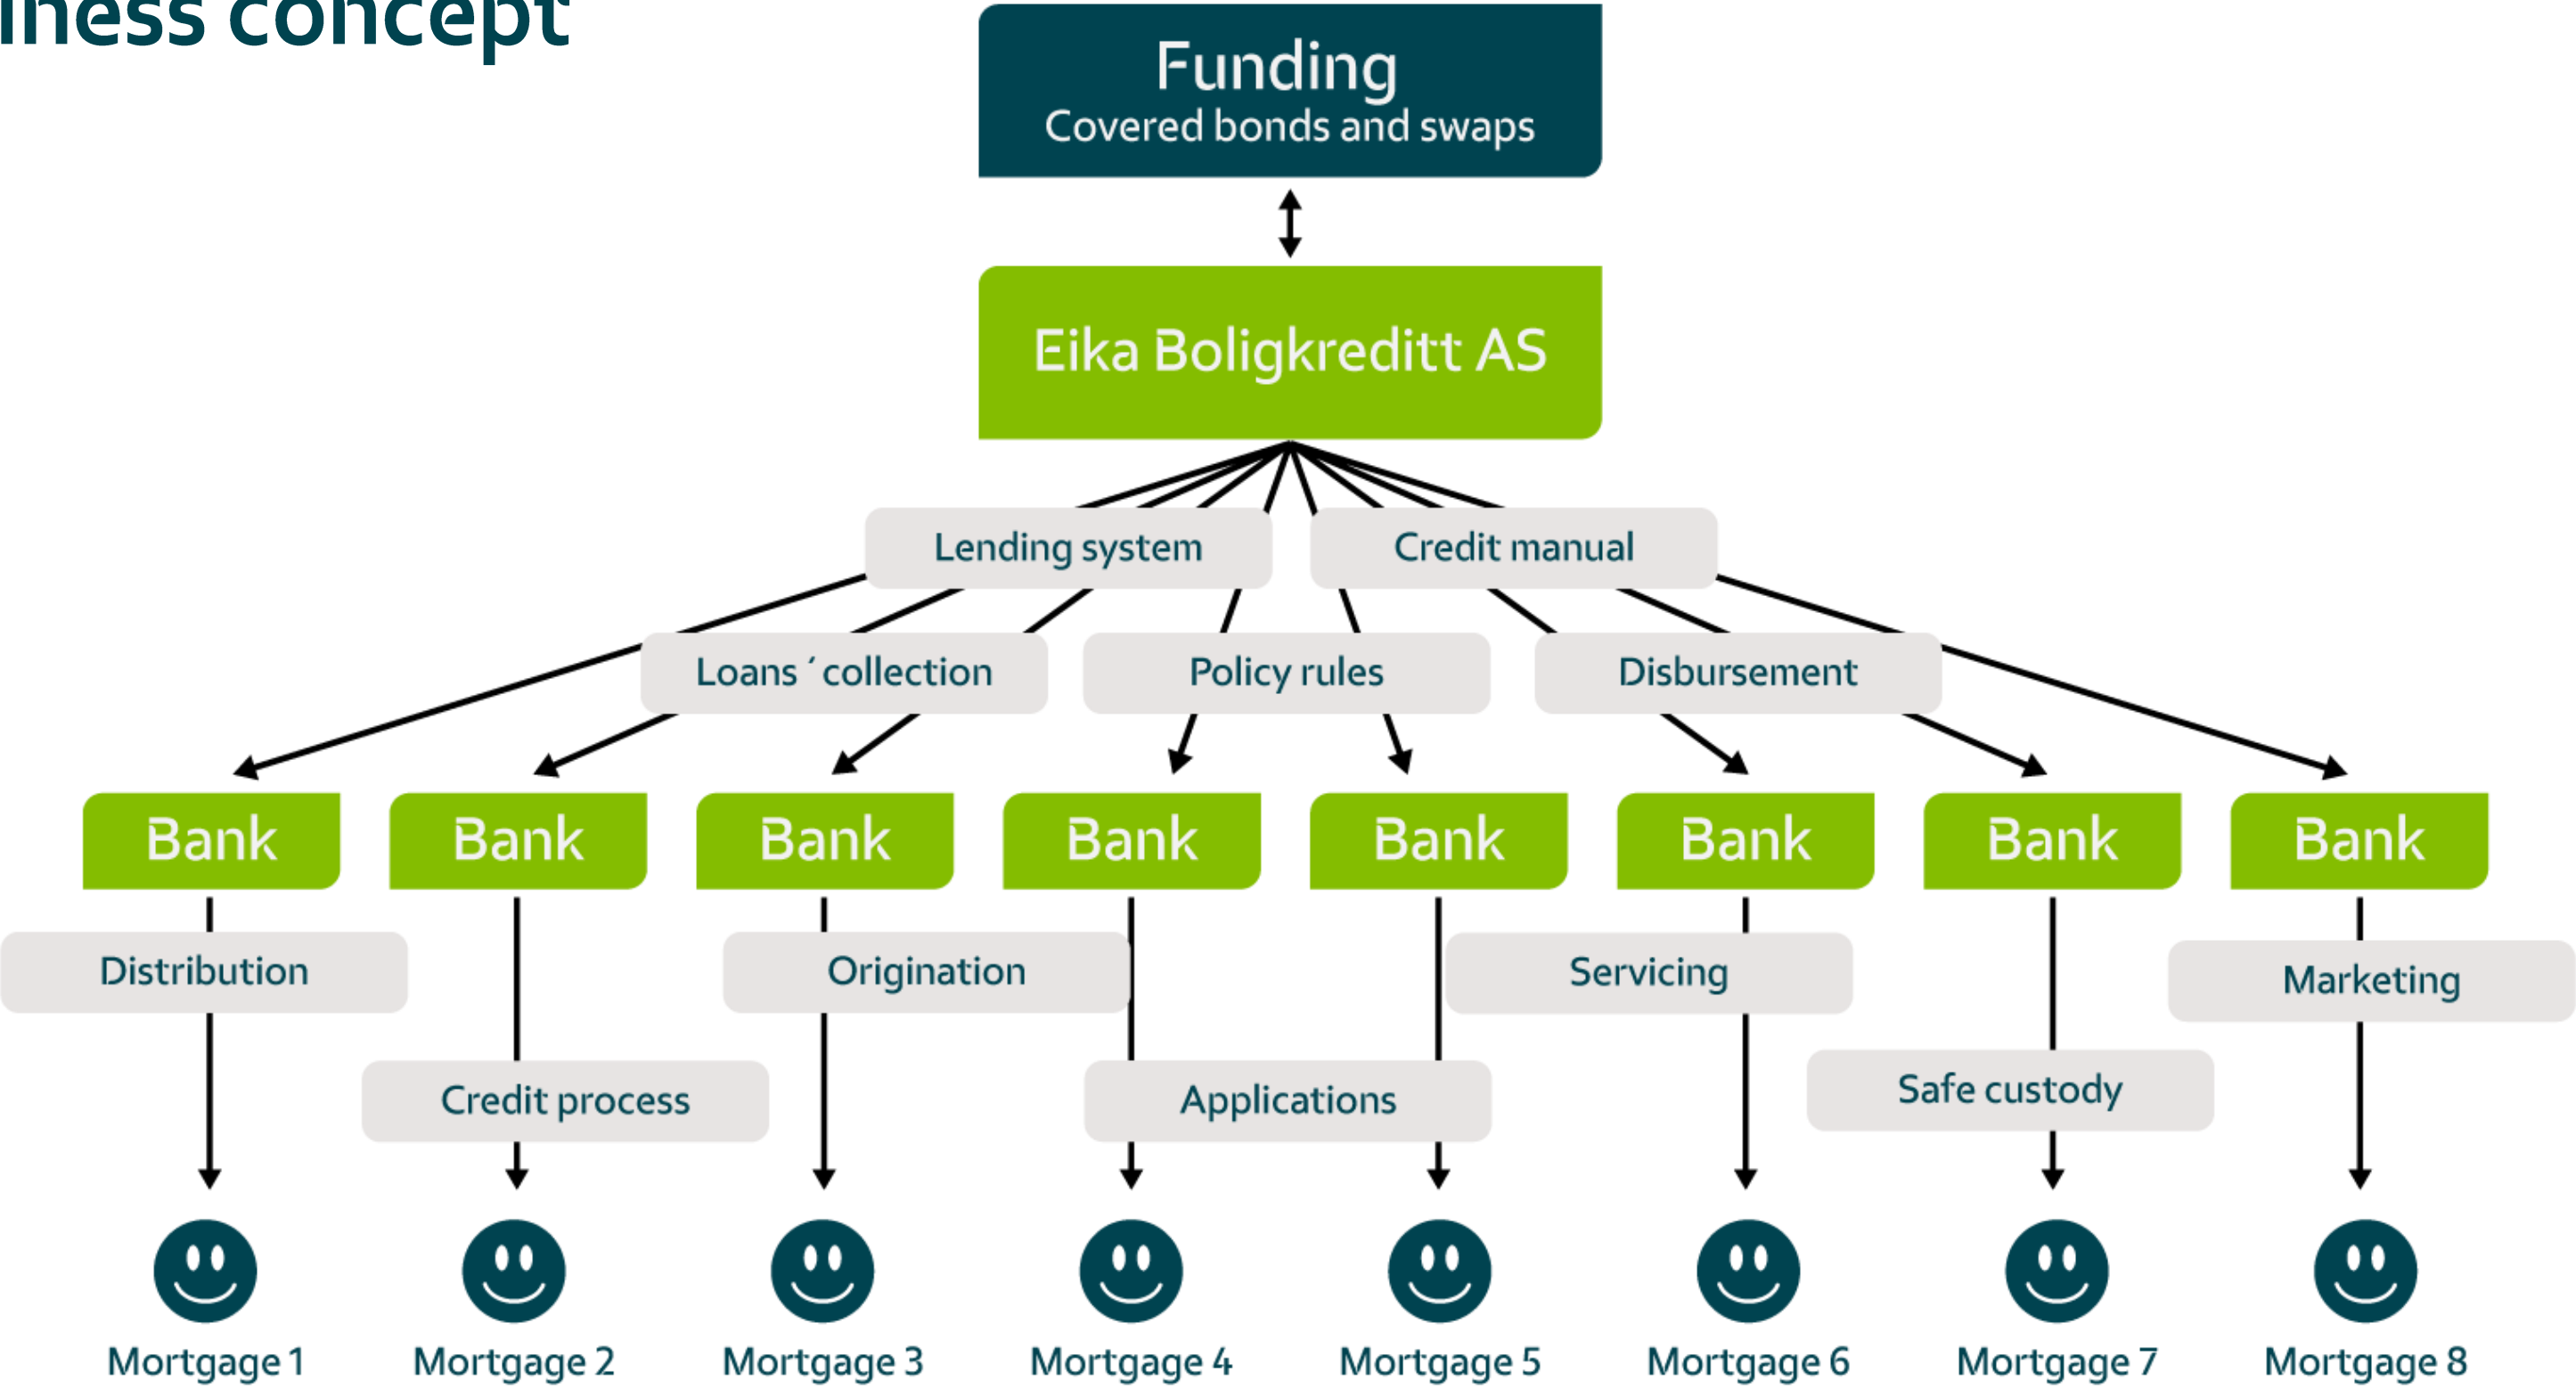 iness concept
Funding
Covered bonds and swaps
Eika Boligkreditt AS
Lending system
Credit manual
Loans ´collection
Policy rules
Disbursement
Bank
Bank
Bank
Bank
Bank
Bank
Bank
Bank
Distribution
Origination
Servicing
Marketing
Credit process
Applications
Safe custody
Mortgage 1
Mortgage 2
Mortgage 3
Mortgage 4
Mortgage 5
Mortgage 6
Mortgage 7
Mortgage 8